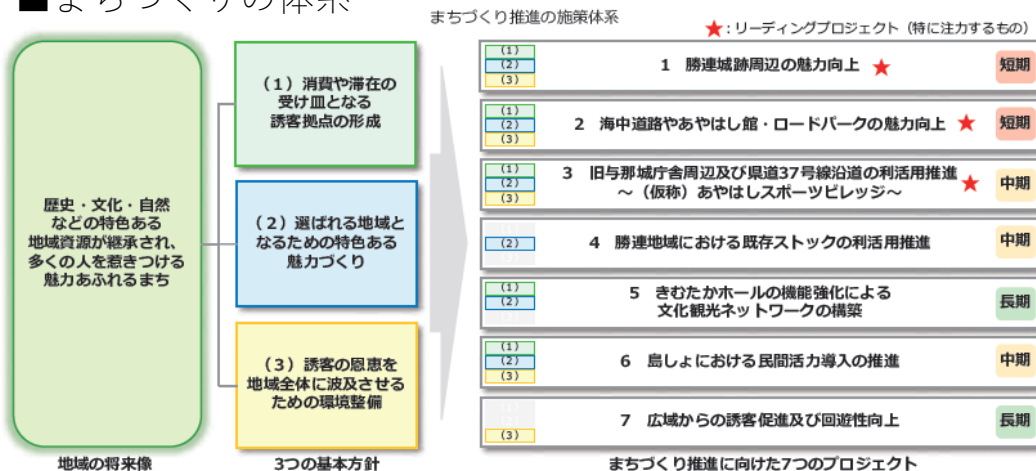 ■まちづくりの体系
まちづくり推進の施策体系
★：リーディングプロジェクト（特に注力するもの）
歴史・文化・自然
などの特色ある
地域資源が継承され、
多くの人を惹きつける
魅力あふれるまち
地域の将来像
（１）消費や滞在の
受け皿となる
誘客拠点の形成
（２）選ばれる地域と
なるための特色ある
魅力づくり
（３）誘客の恩恵を
地域全体に波及させる
ための環境整備
3つの基本方針
(1)
(2)
(3)
1 勝連城跡周辺の魅力向上 ★
短期
(1)
(2)
(3)
2 海中道路やあやはし館・ロードパークの魅力向上 ★
短期
(1)
(2)
(3)
3 旧与那城庁舎周辺及び県道37号線沿道の利活用推進
～（仮称）あやはしスポーツビレッジ～ ★
中期
(2)
4 勝連地域における既存ストックの利活用推進
中期
(1)
(2)
5 きむたかホールの機能強化による
文化観光ネットワークの構築
長期
(1)
(2)
(3)
6 島しょにおける民間活力導入の推進
中期
(3)
7 広域からの誘客促進及び回遊性向上
長期
まちづくり推進に向けた7つのプロジェクト